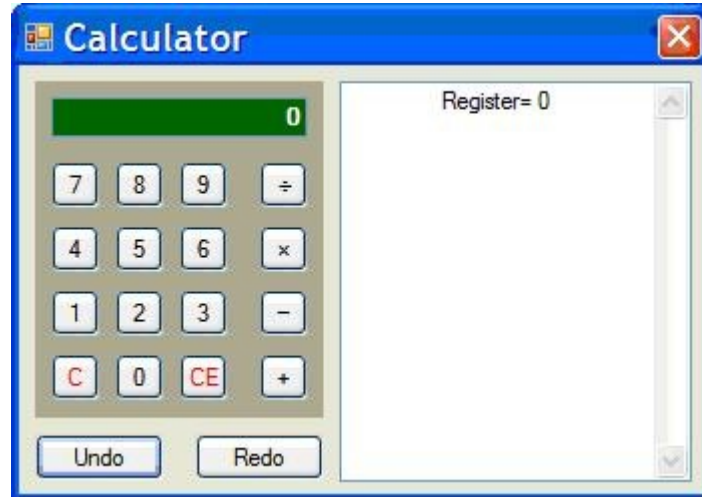 Calculator
0
Register= 0
7 8 9 ÷
4 5 6 ×
1 2 3 −
C 0 CE +
Undo Redo